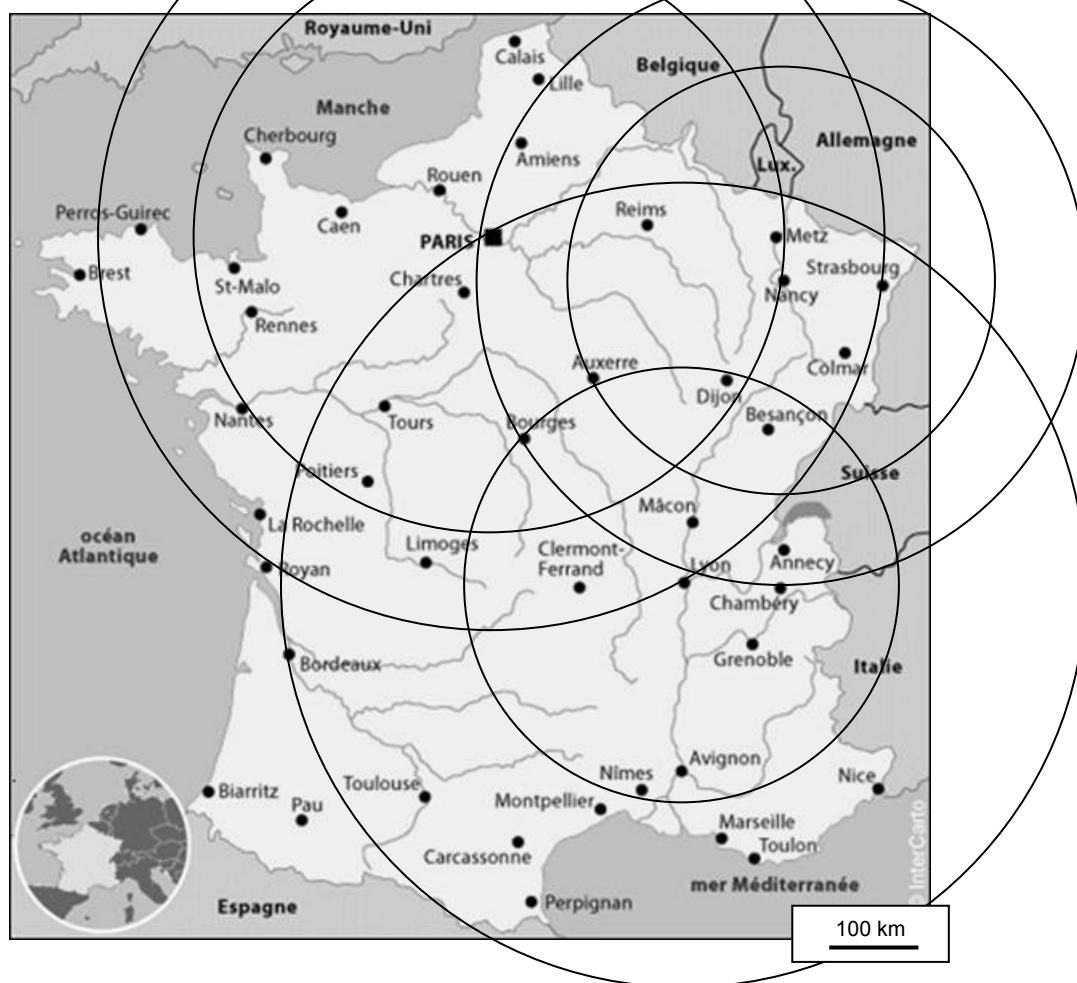 Royaume-Uni
Calais
Belgique
Lille
Manche
Cherbourg
Allemagne
Amiens
Lux.
Rouen
Perros-Guirec
Reims
Caen
PARIS
Metz
Brest
Strasbourg
St-Malo
Chartres
Nancy
Rennes
Auxerre
Colmar
Dijon
Besançon
Nantes
Tours
Bourges
Poitiers
Suisse
Mâcon
La Rochelle
océan
Atlantique
Limoges
Clermont-
Ferrand
Lyon
Annecy
Royan
Chambéry
Bordeaux
Grenoble
Italie
Avignon
Nîmes
Nice
Toulouse
Biarritz
Pau
Montpellier
Marseille
Toulon
Carcassonne
mer Méditerranée
Espagne
Perpignan
© InterCarto
100 km